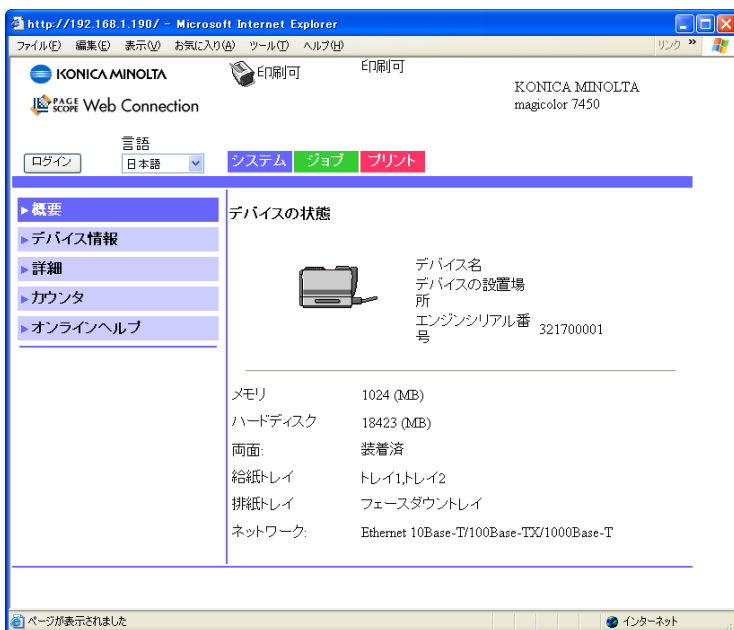 http://192.168.1.190/ - Microsoft Internet Explorer
ファイル(F) 編集(E) 表示(V) お気に入り(A) ツール(T) ヘルプ(H) リンク »
KONICA MINOLTA
印刷可
印刷可
KONICA MINOLTA
magicolor 7450
PAGE SCOPE Web Connection
言語
ログイン 日本語 システム ジョブ プリント
概要
デバイス情報
詳細
カウンタ
オンラインヘルプ
デバイスの状態
デバイス名
デバイスの設置場
所
エンジンシリアル番
号 321700001
メモリ 1024 (MB)
ハードディスク 18423 (MB)
両面: 装着済
給紙トレイ トレイ1,トレイ2
排紙トレイ フェースダウントレイ
ネットワーク: Ethernet 10Base-T/100Base-TX/1000Base-T
ページが表示されました インターネット